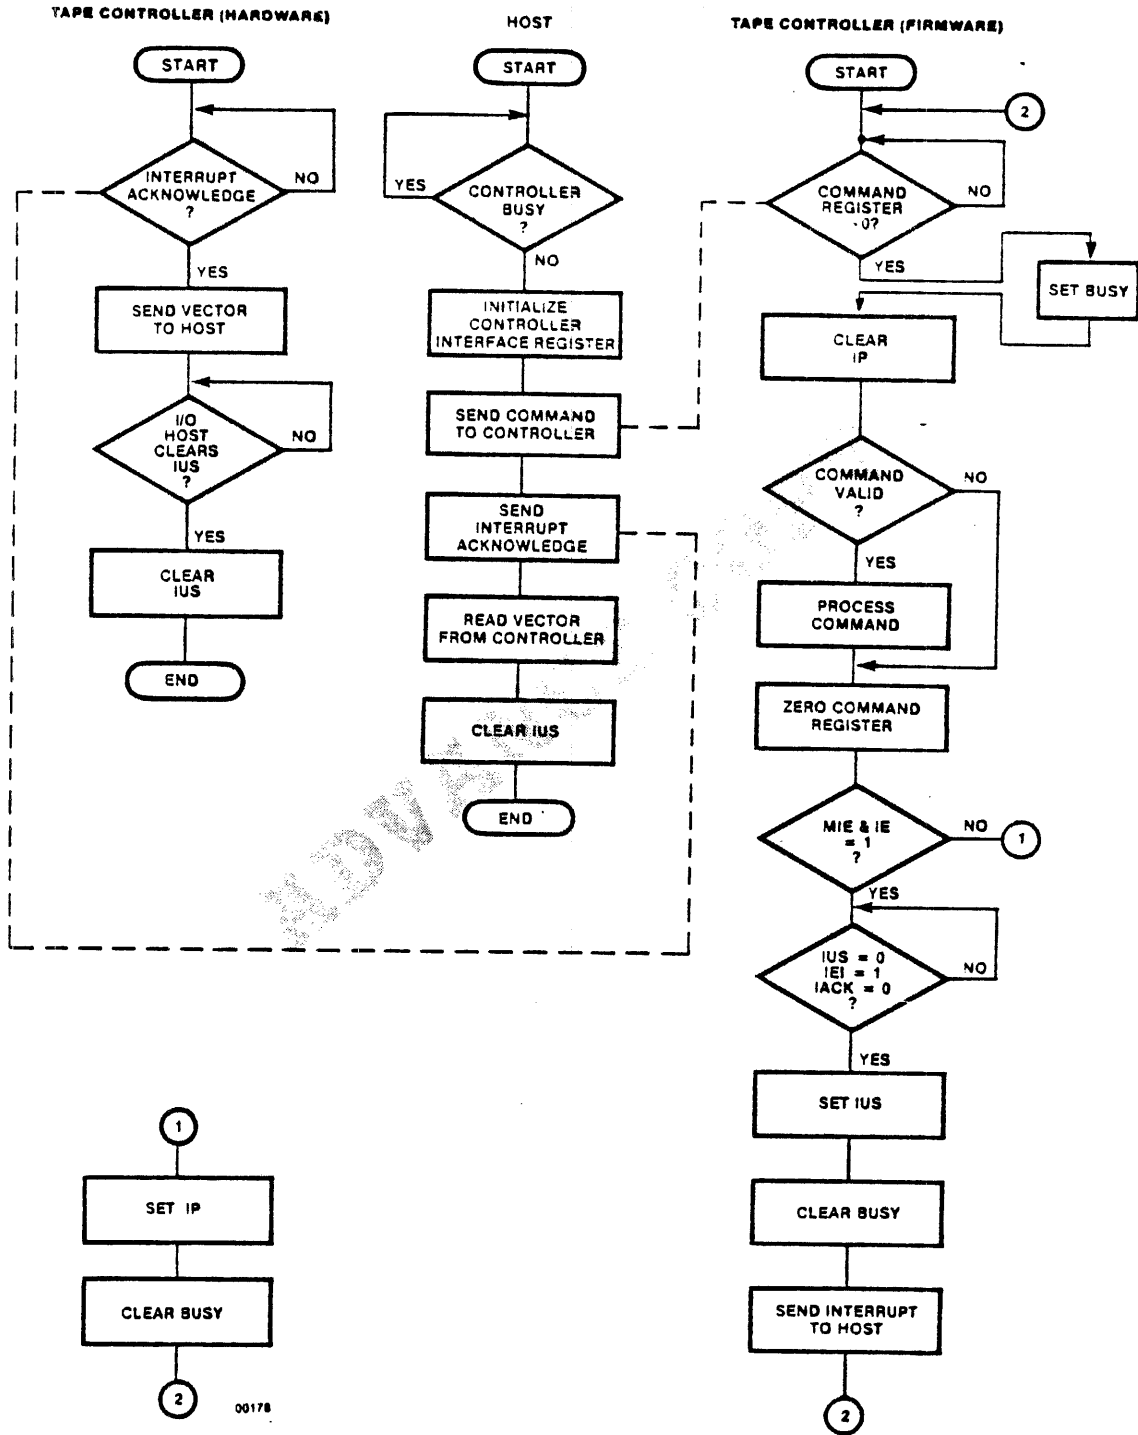 TAPE CONTROLLER (HARDWARE)
START
INTERRUPT
ACKNOWLEDGE
?
NO
YES
SEND VECTOR
TO HOST
I/O
HOST
CLEARS
IUS
?
NO
YES
CLEAR
IUS
END
HOST
START
CONTROLLER
BUSY
?
YES
NO
INITIALIZE
CONTROLLER
INTERFACE REGISTER
SEND COMMAND
TO CONTROLLER
SEND
INTERRUPT
ACKNOWLEDGE
READ VECTOR
FROM CONTROLLER
CLEAR IUS
END
TAPE CONTROLLER (FIRMWARE)
START
2
COMMAND
REGISTER
0?
NO
YES
SET BUSY
CLEAR
IP
COMMAND
VALID
?
NO
YES
PROCESS
COMMAND
ZERO COMMAND
REGISTER
MIE & IE
= 1
?
NO
1
YES
IUS = 0
IEI = 1
IACK = 0
?
NO
YES
SET IUS
CLEAR BUSY
SEND INTERRUPT
TO HOST
2
1
SET IP
CLEAR BUSY
2
00178